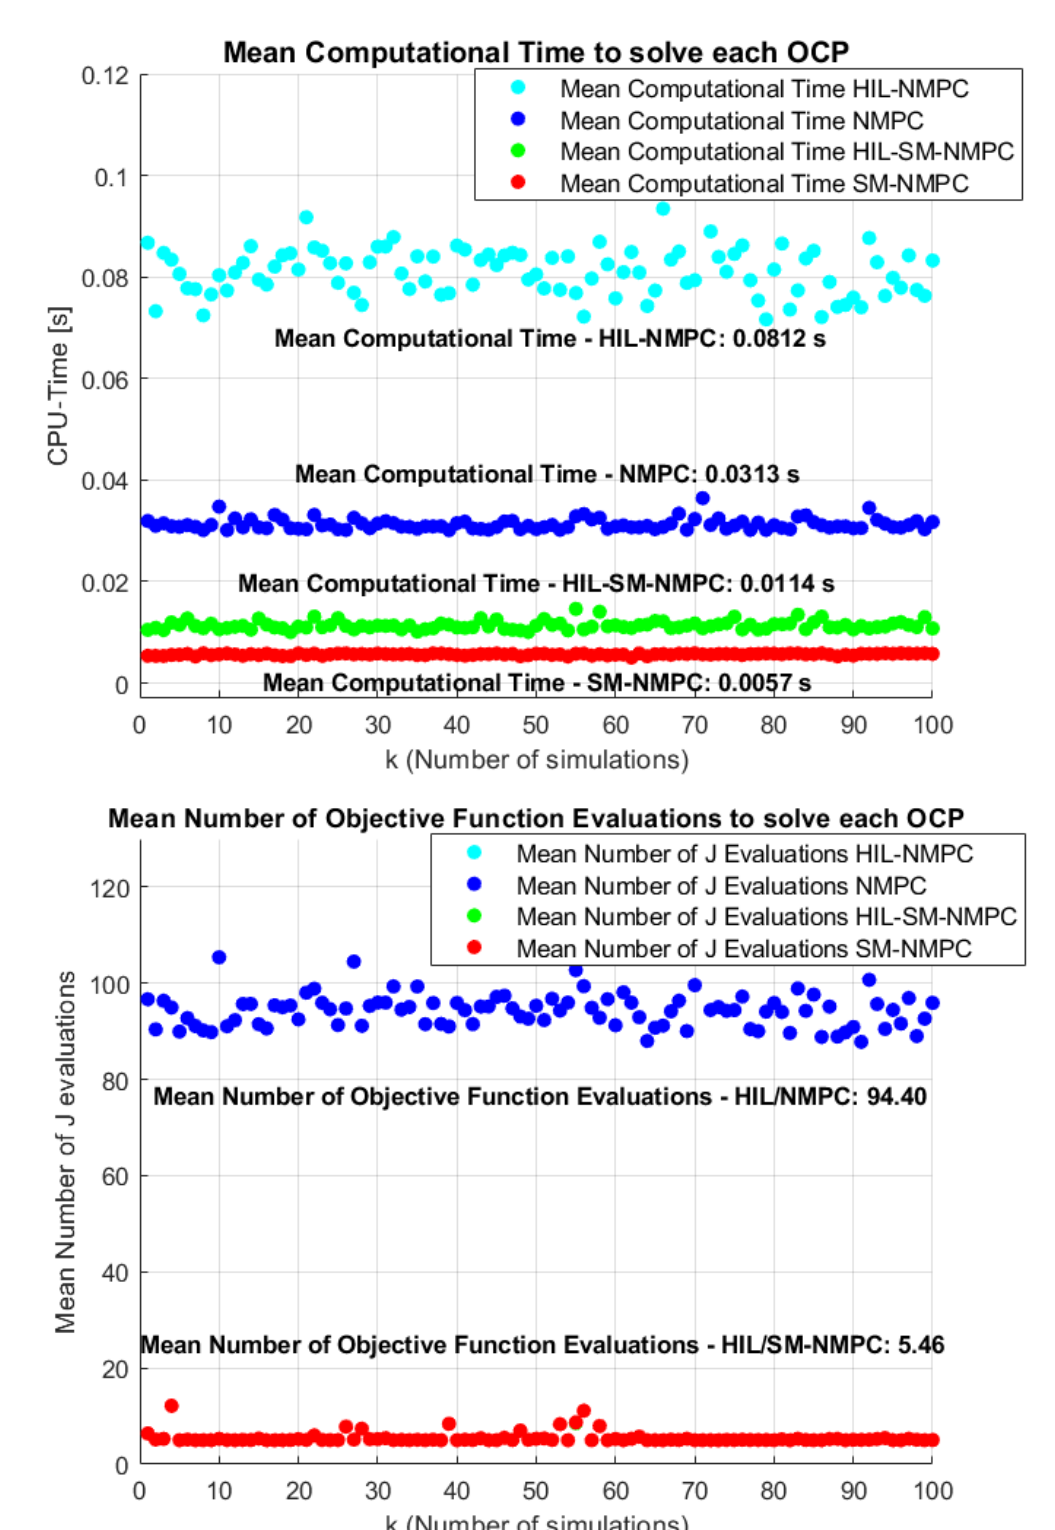 Mean Computational Time to solve each OCP
Mean Computational Time HIL-NMPC
Mean Computational Time NMPC
Mean Computational Time HIL-SM-NMPC
Mean Computational Time SM-NMPC
0.12
0.1
0.08
0.06
0.04
0.02
0
CPU-Time [s]
Mean Computational Time - HIL-NMPC: 0.0812 s
Mean Computational Time - NMPC: 0.0313 s
Mean Computational Time - HIL-SM-NMPC: 0.0114 s
Mean Computational Time - SM-NMPC: 0.0057 s
0 10 20 30 40 50 60 70 80 90 100
k (Number of simulations)
Mean Number of Objective Function Evaluations to solve each OCP
Mean Number of J Evaluations HIL-NMPC
Mean Number of J Evaluations NMPC
Mean Number of J Evaluations HIL-SM-NMPC
Mean Number of J Evaluations SM-NMPC
120
100
80
60
40
20
0
Mean Number of J evaluations
Mean Number of Objective Function Evaluations - HIL/NMPC: 94.40
Mean Number of Objective Function Evaluations - HIL/SM-NMPC: 5.46
0 10 20 30 40 50 60 70 80 90 100
k (Number of simulations)